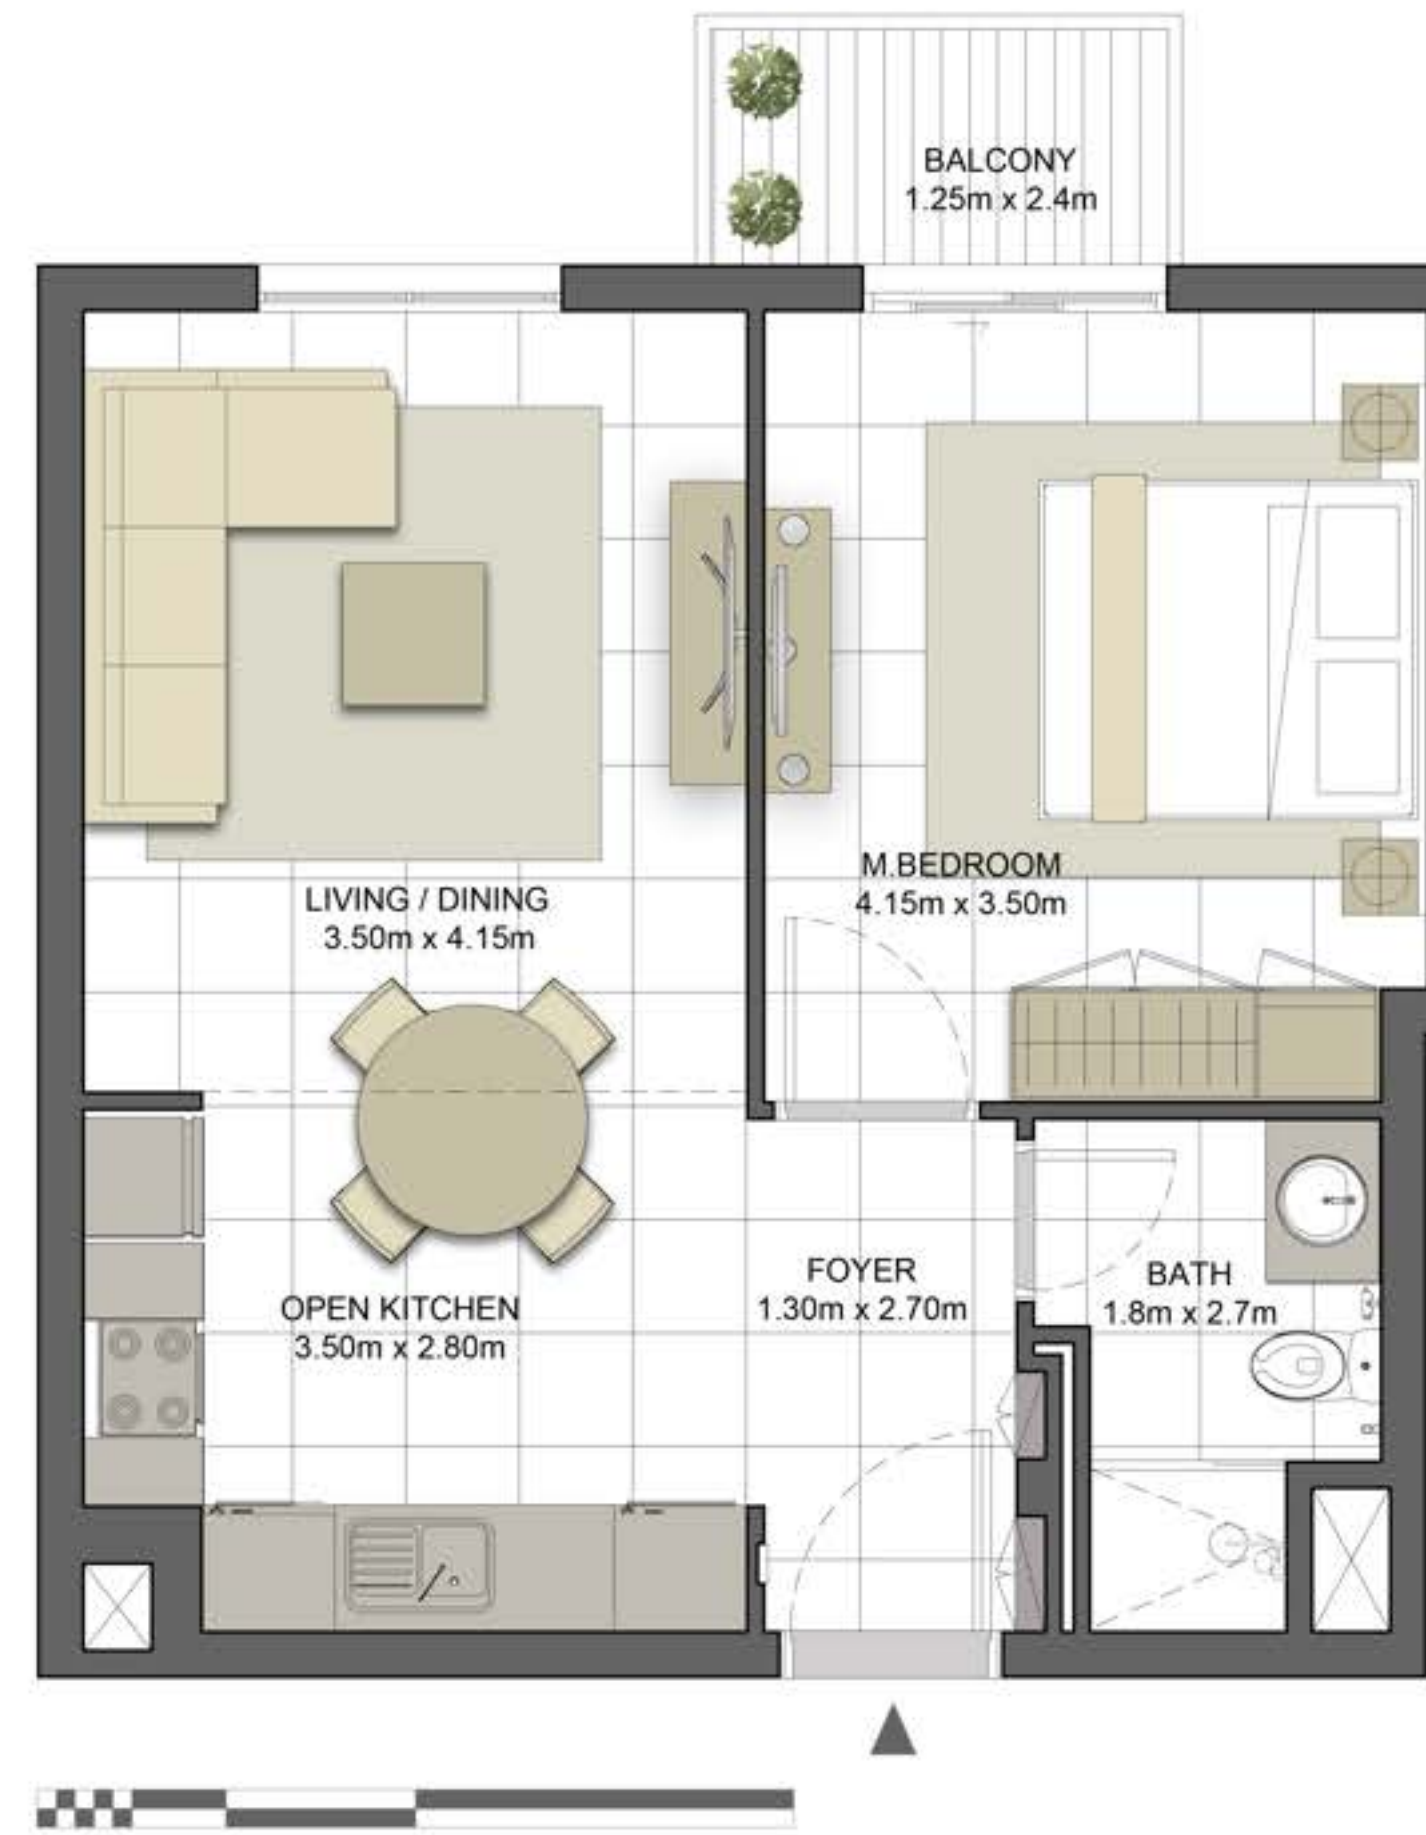 BALCONY
1.25m x 2.4m
M.BEDROOM
4.15m x 3.50m
LIVING / DINING
3.50m x 4.15m
FOYER
1.30m x 2.70m
BATH
1.8m x 2.7m
OPEN KITCHEN
3.50m x 2.80m